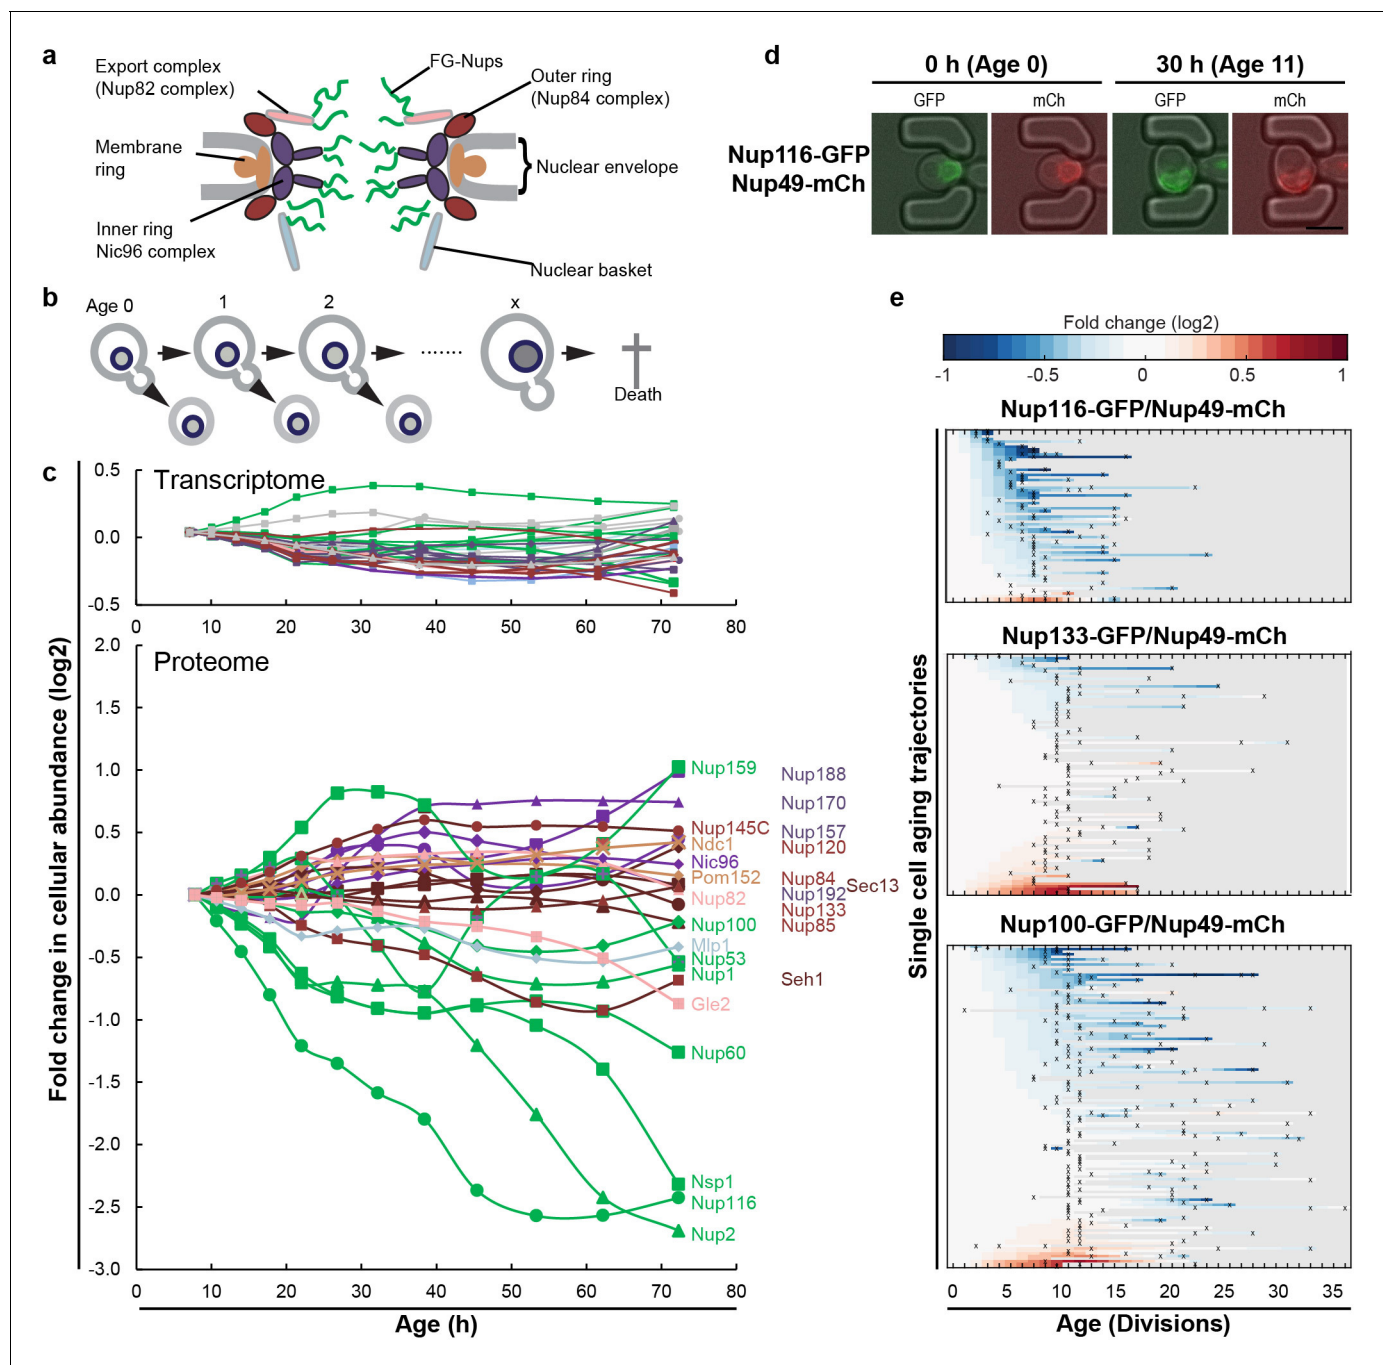 a
Export complex
(Nup82 complex)
FG-Nups
Outer ring
(Nup84 complex)
Membrane
ring
Nuclear envelope
Inner ring
Nic96 complex
Nuclear basket
b
Age 0
1
2
x
Death
c
Transcriptome
0.5
0.0
-0.5
0 10 20 30 40 50 60 70 80
Proteome
2.0
1.5
1.0
0.5
0.0
-0.5
-1.0
-1.5
-2.0
-2.5
-3.0
0 10 20 30 40 50 60 70 80
Fold change in cellular abundance (log2)
Age (h)
Nup159
Nup188
Nup170
Nup145C
Nup157
Ndc1
Nup120
Nic96
Pom152
Nup84
Sec13
Nup82
Nup192
Nup133
Nup100
Nup85
Mlp1
Nup53
Nup1
Seh1
Gle2
Nup60
Nsp1
Nup116
Nup2
d
0 h (Age 0)
30 h (Age 11)
GFP
mCh
GFP
mCh
Nup116-GFP
Nup49-mCh
e
Fold change (log2)
-1 -0.5 0 0.5 1
Nup116-GFP/Nup49-mCh
Nup133-GFP/Nup49-mCh
Nup100-GFP/Nup49-mCh
Single cell aging trajectories
0 5 10 15 20 25 30 35
Age (Divisions)